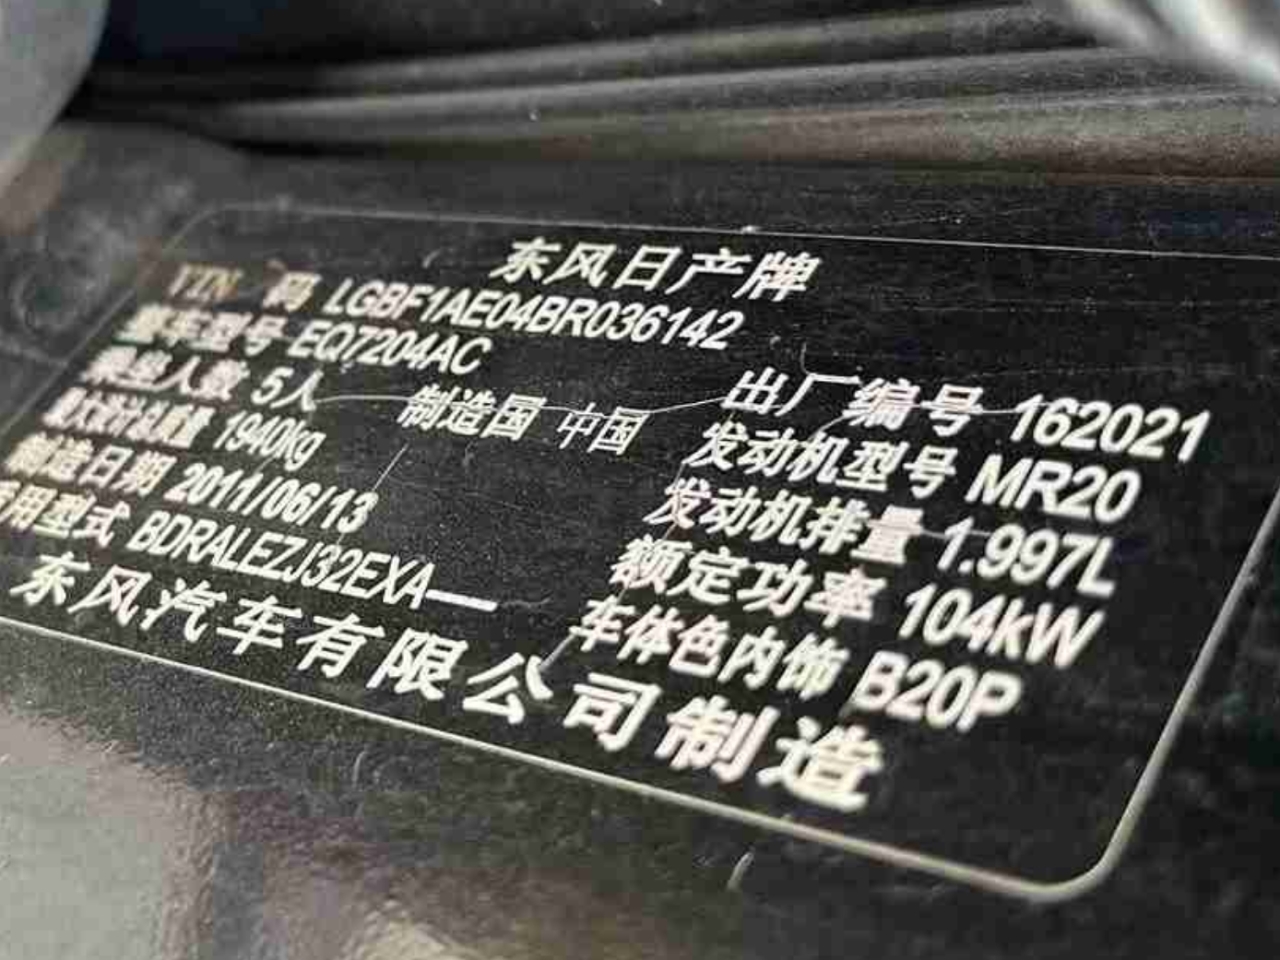 东风日产牌
VIN 码 LGBF1AE04BR036142
整车型号 EQ7204AC
乘坐人数 5人 制造国 中国 出厂编号 162021
最大设计总质量 1940kg 发动机型号 MR20
制造日期 2011/06/13 发动机排量 1.997L
专用型式 BDRALEZJ32EXA— 额定功率 104kW
车体色内饰 B20P
东风汽车有限公司制造